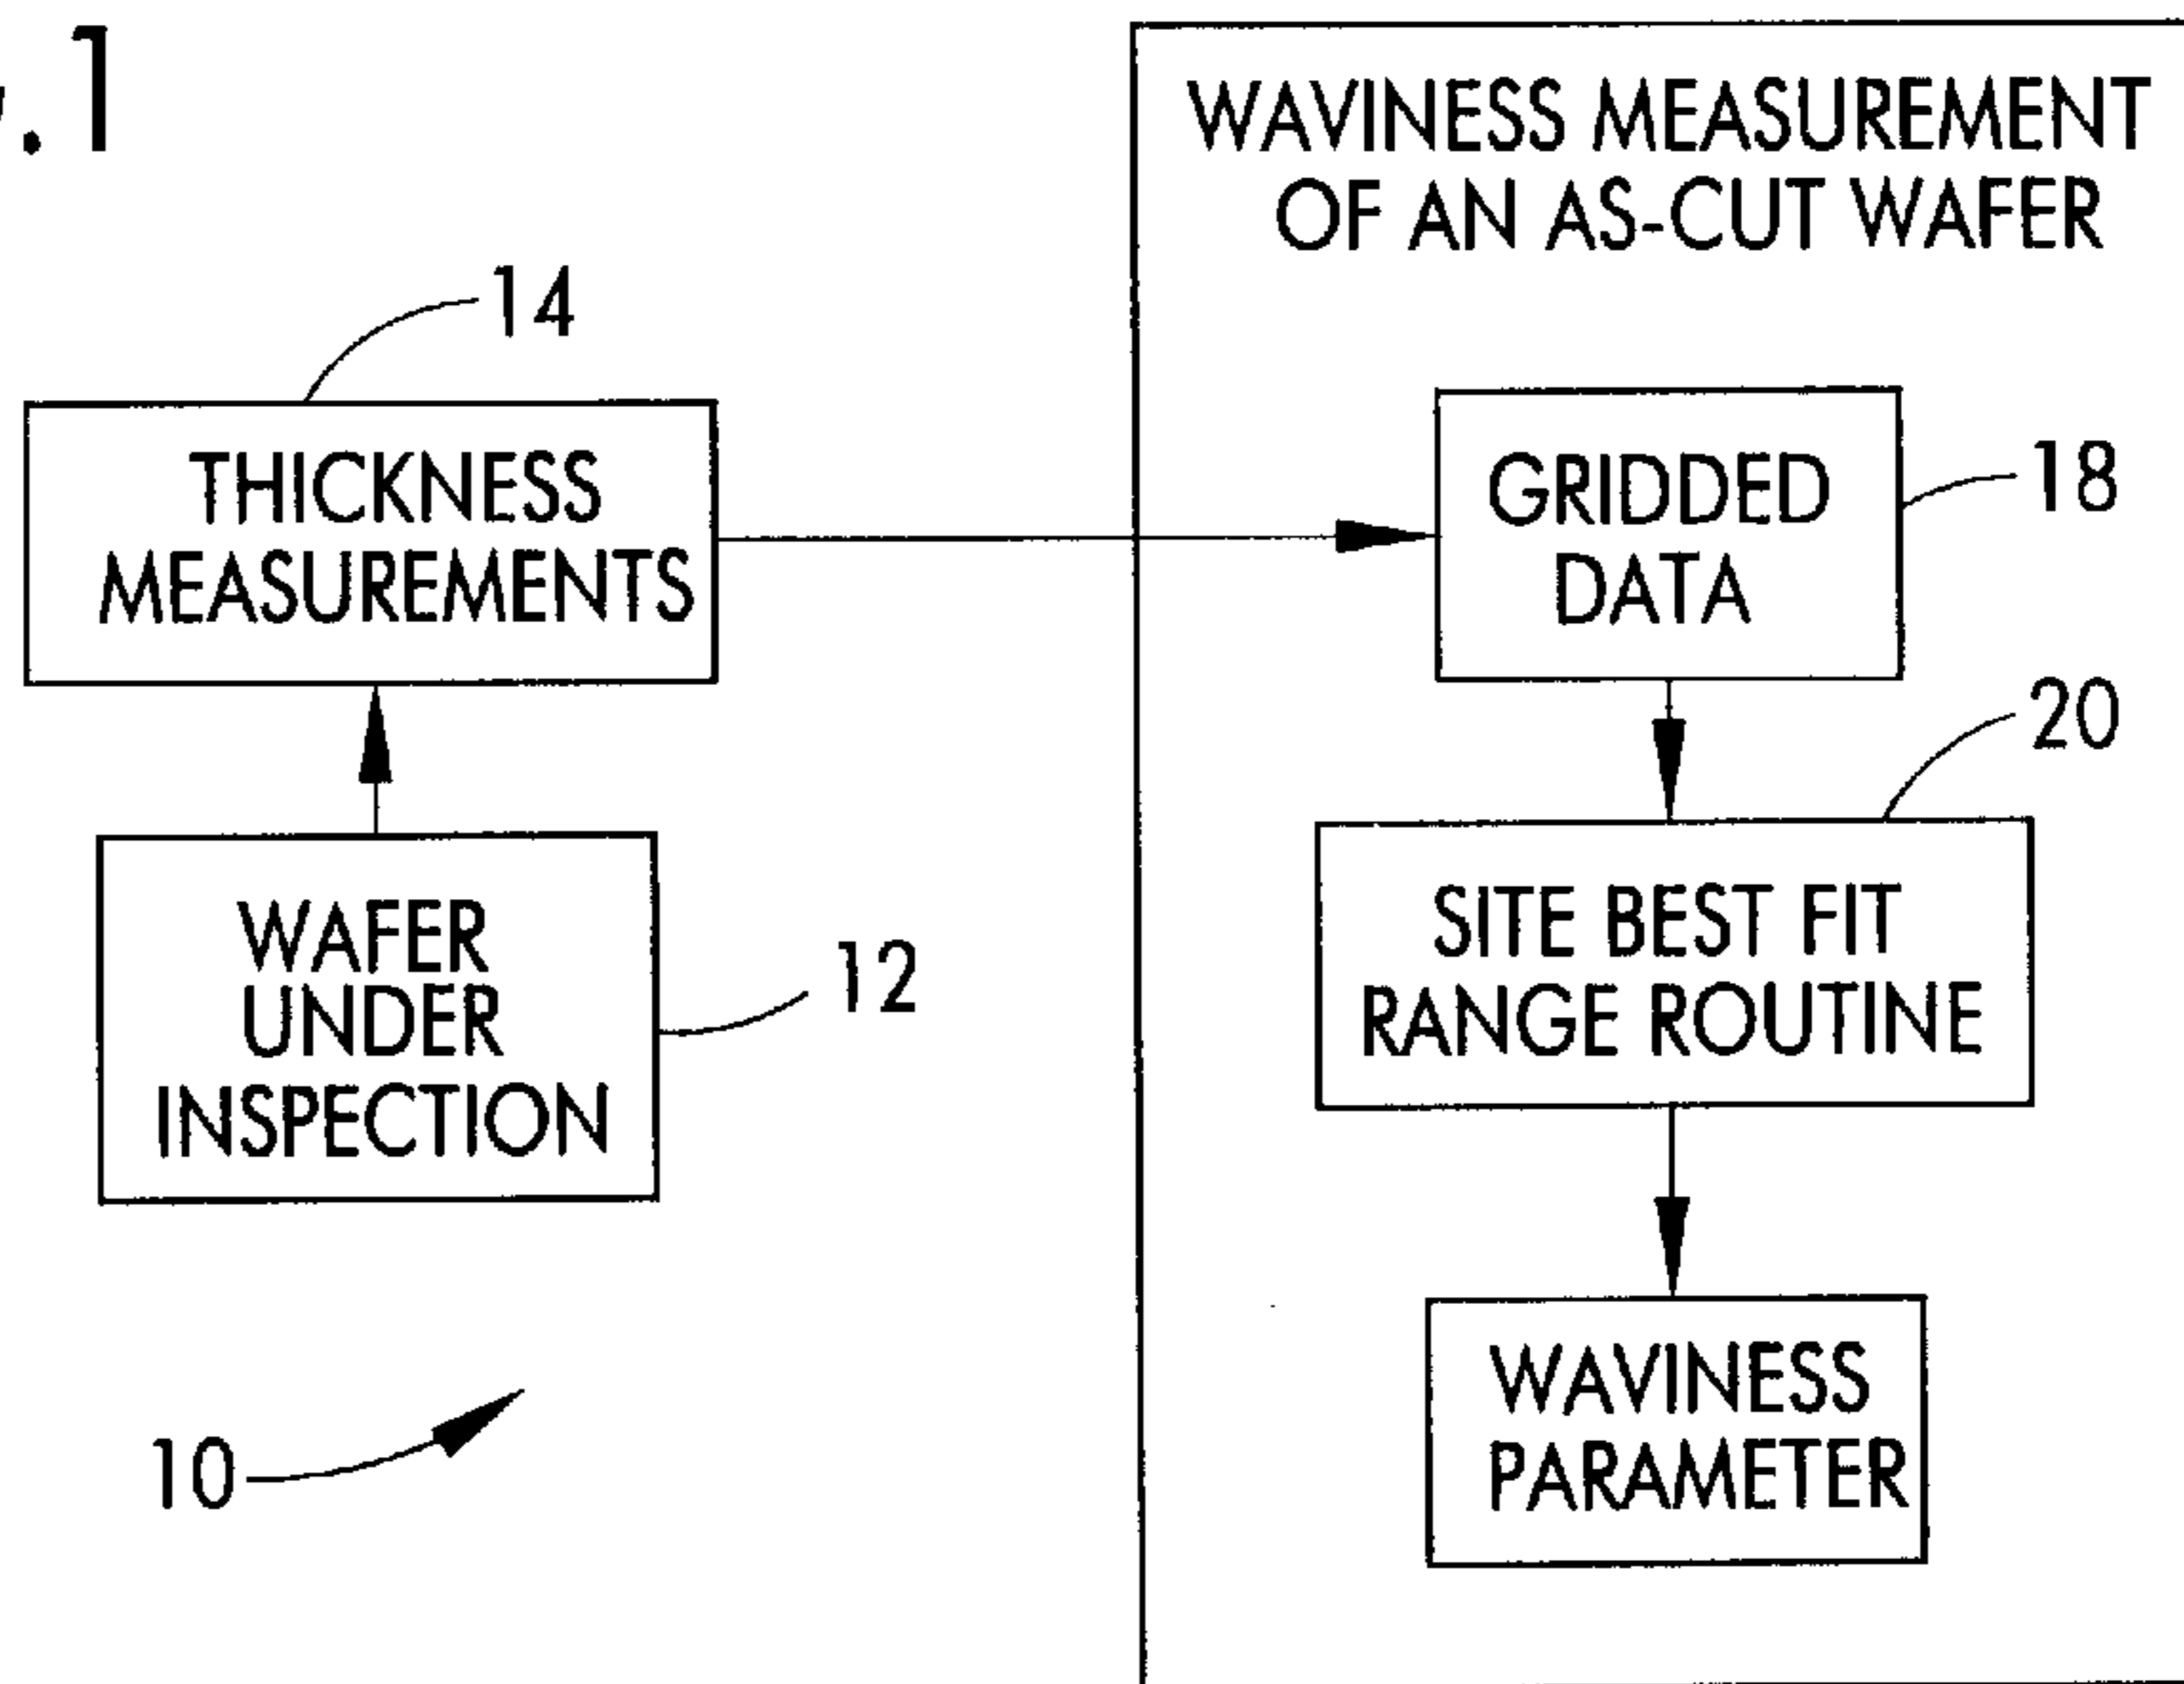 .1
WAVINESS MEASUREMENT
OF AN AS-CUT WAFER
14
THICKNESS
MEASUREMENTS
GRIDDED
DATA
18
20
WAFER
UNDER
INSPECTION
12
SITE BEST FIT
RANGE ROUTINE
WAVINESS
PARAMETER
10